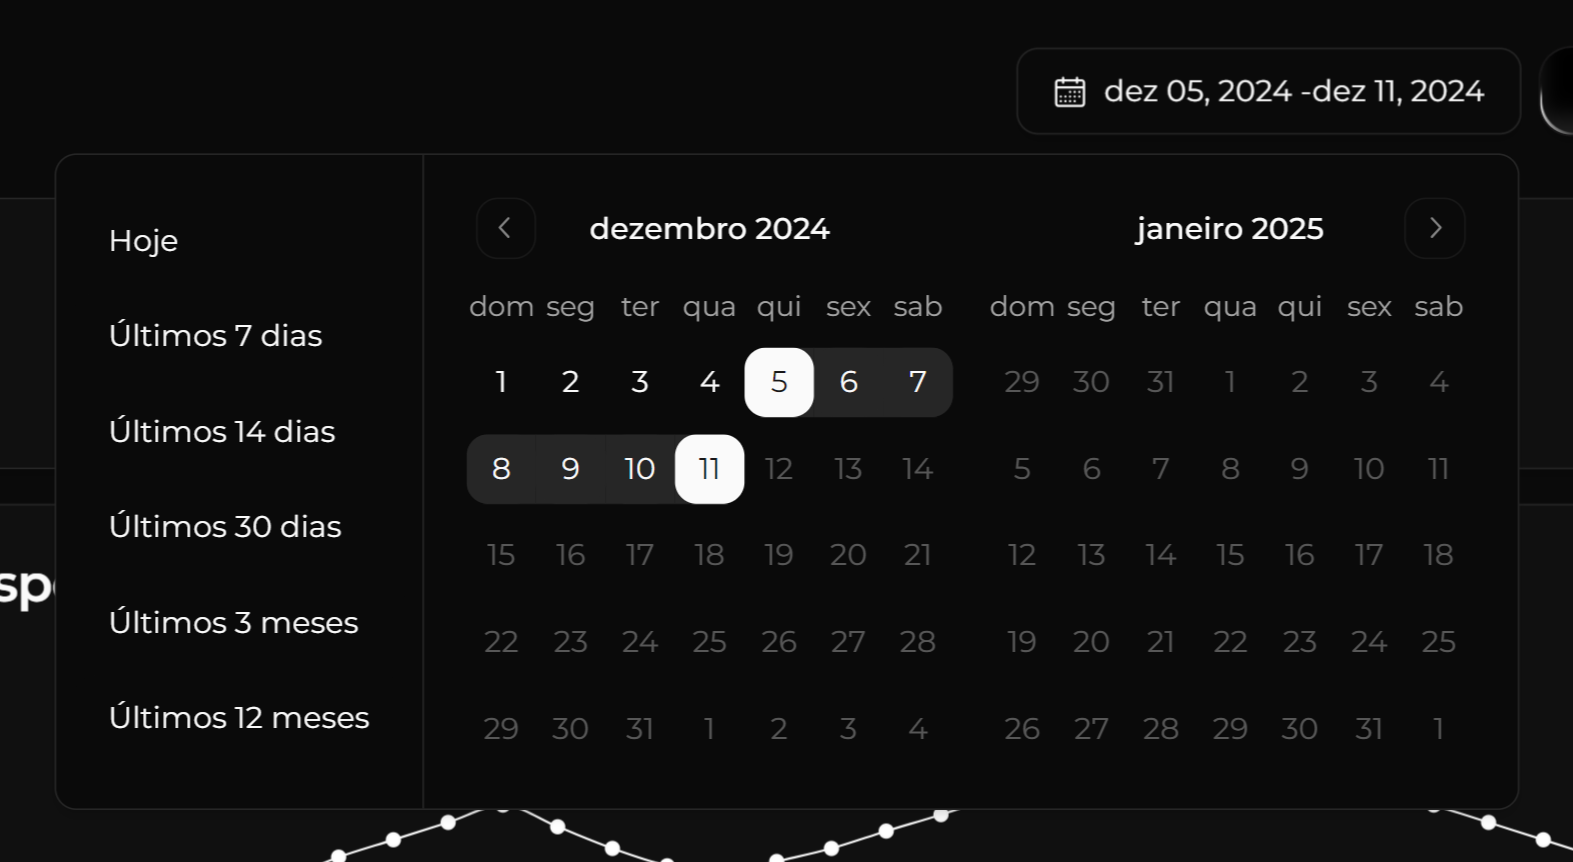 dez 05, 2024 -dez 11, 2024
Hoje
Últimos 7 dias
Últimos 14 dias
Últimos 30 dias
Últimos 3 meses
Últimos 12 meses
dezembro 2024
dom seg ter qua qui sex sab
1 2 3 4 5 6 7
8 9 10 11 12 13 14
15 16 17 18 19 20 21
22 23 24 25 26 27 28
29 30 31 1 2 3 4
janeiro 2025
dom seg ter qua qui sex sab
29 30 31 1 2 3 4
5 6 7 8 9 10 11
12 13 14 15 16 17 18
19 20 21 22 23 24 25
26 27 28 29 30 31 1